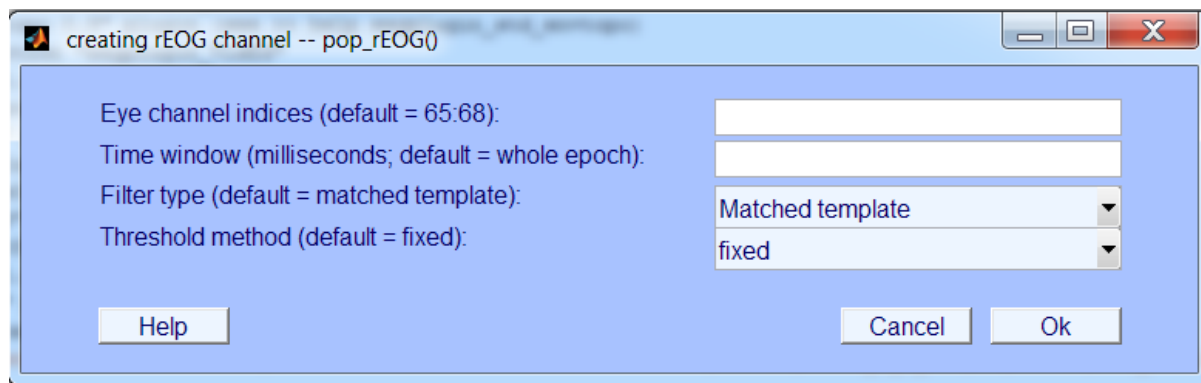 creating rEOG channel -- pop_rEOG()
Eye channel indices (default = 65:68):
Time window (milliseconds; default = whole epoch):
Filter type (default = matched template):
Matched template
Threshold method (default = fixed):
fixed
Help
Cancel
Ok